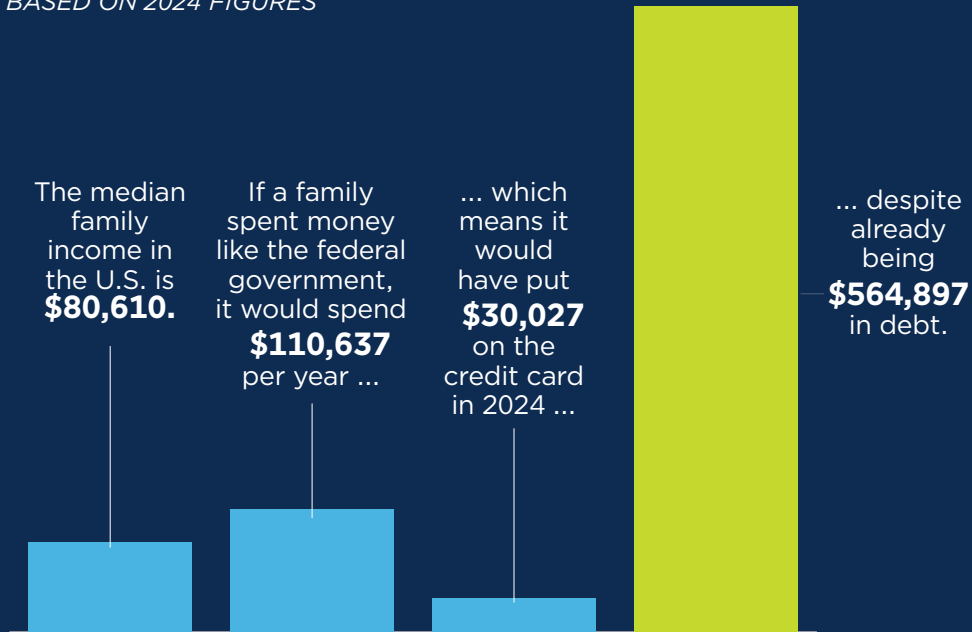 BASED ON 2024 FIGURES
The median
family
income in
the U.S. is
$80,610.
If a family
spent money
like the federal
government,
it would spend
$110,637
per year ...
... which
means it
would
have put
$30,027
on the
credit card
in 2024 ...
... despite
already
being
$564,897
in debt.